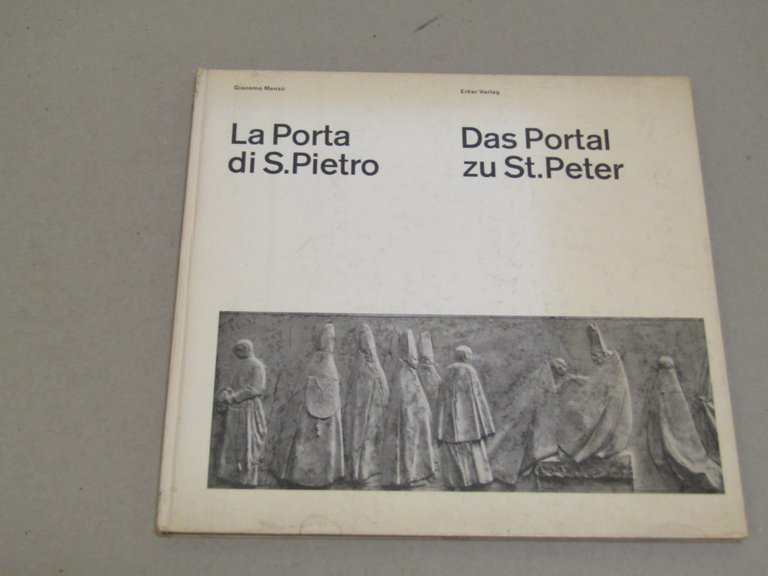 Giacomo Manzù
Erker Verlag
La Porta
di S.Pietro
Das Portal
zu St.Peter